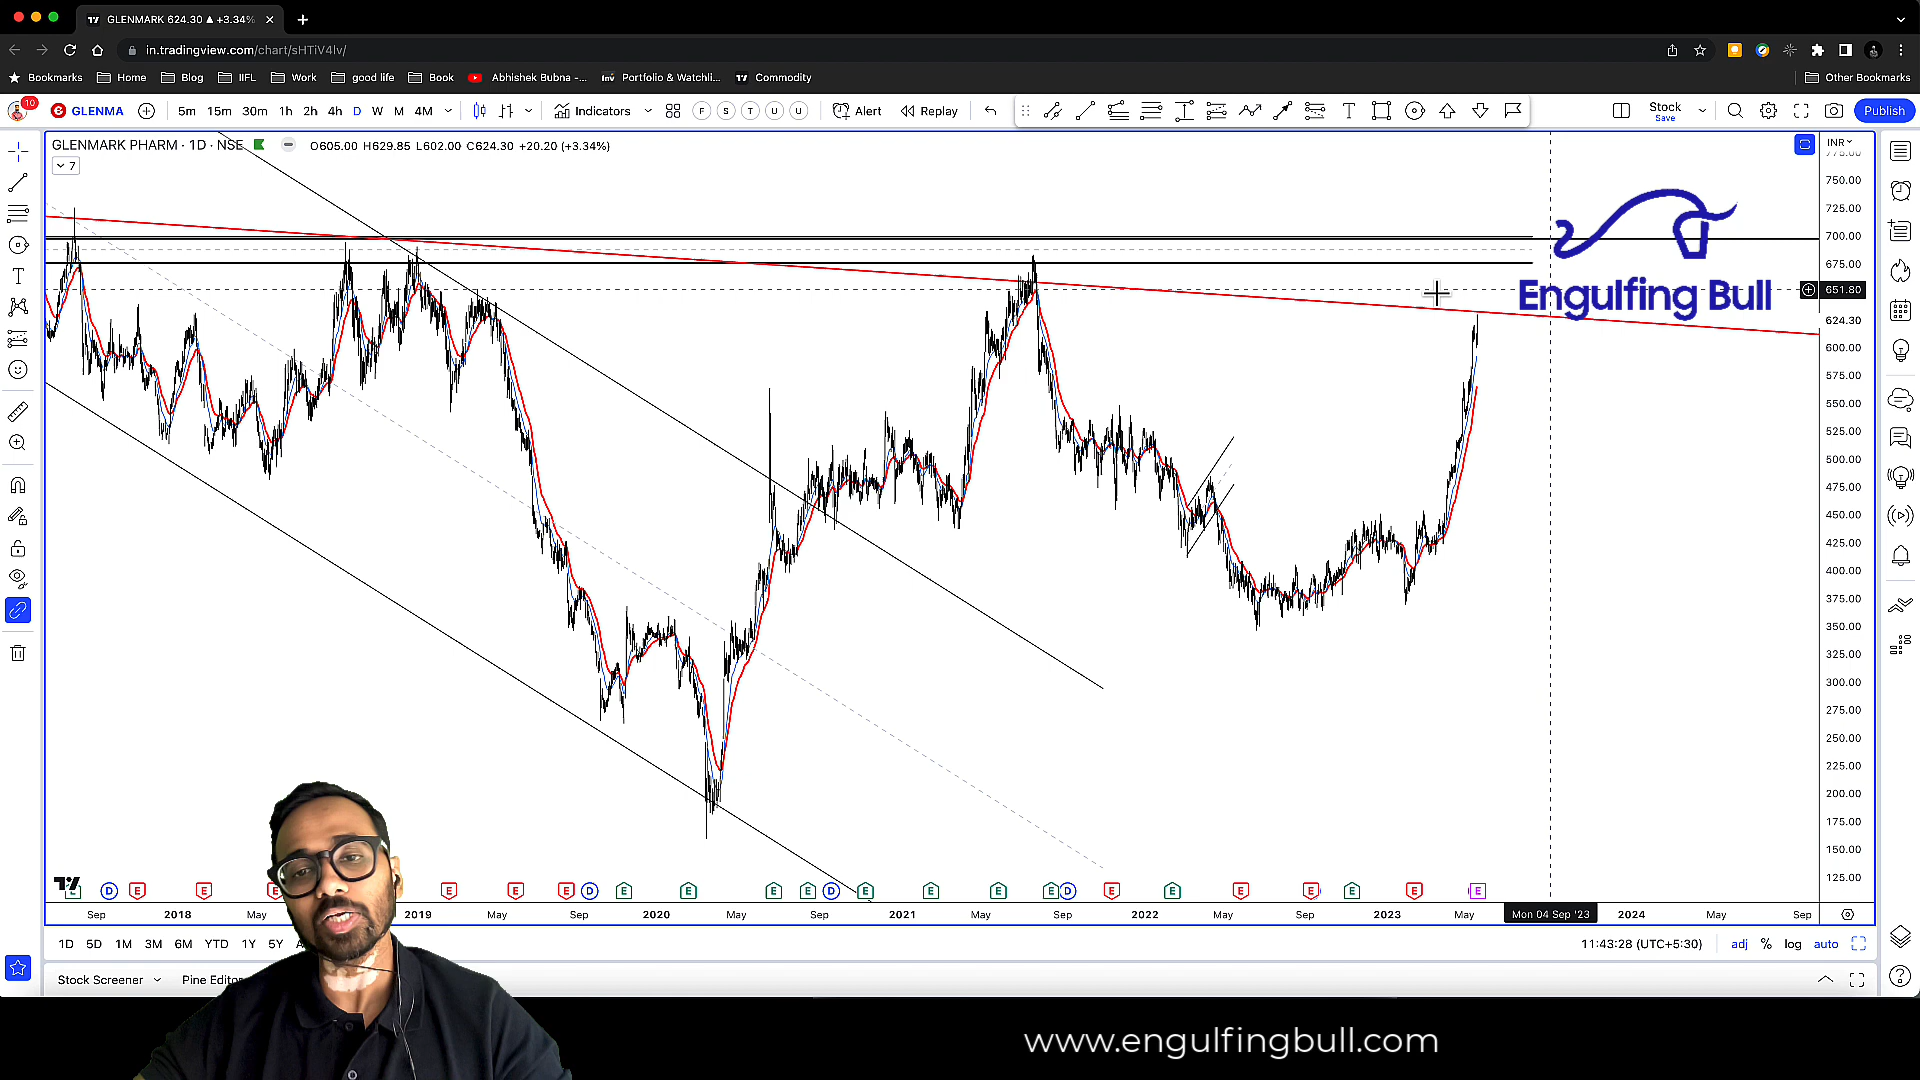 GLENMARK 624.30 ▲ +3.34%
in.tradingview.com/chart/sHTiV4lv/
Bookmarks Home Blog IIFL Work good life Book Abhishek Bubna -... Inv Portfolio & Watchli... Commodity Other Bookmarks
10 GLENMA 5m 15m 30m 1h 2h 4h D W M 4M Indicators F S T U U Alert Replay T Stock Save Publish
GLENMARK PHARM · 1D · NSE O605.00 H629.85 L602.00 C624.30 +20.20 (+3.34%) INR
7
750.00
725.00
700.00
675.00
651.80
624.30
600.00
575.00
550.00
525.00
500.00
475.00
450.00
425.00
400.00
375.00
350.00
325.00
300.00
275.00
250.00
225.00
200.00
175.00
150.00
125.00
Engulfing Bull
D E E E E E E D E E E E D E E E E D E E E E E E E
Sep 2018 May 2019 May Sep 2020 May Sep 2021 May Sep 2022 May Sep 2023 May Mon 04 Sep '23 2024 May Sep
1D 5D 1M 3M 6M YTD 1Y 5Y 11:43:28 (UTC+5:30) adj % log auto
Stock Screener Pine Editor
www.engulfingbull.com